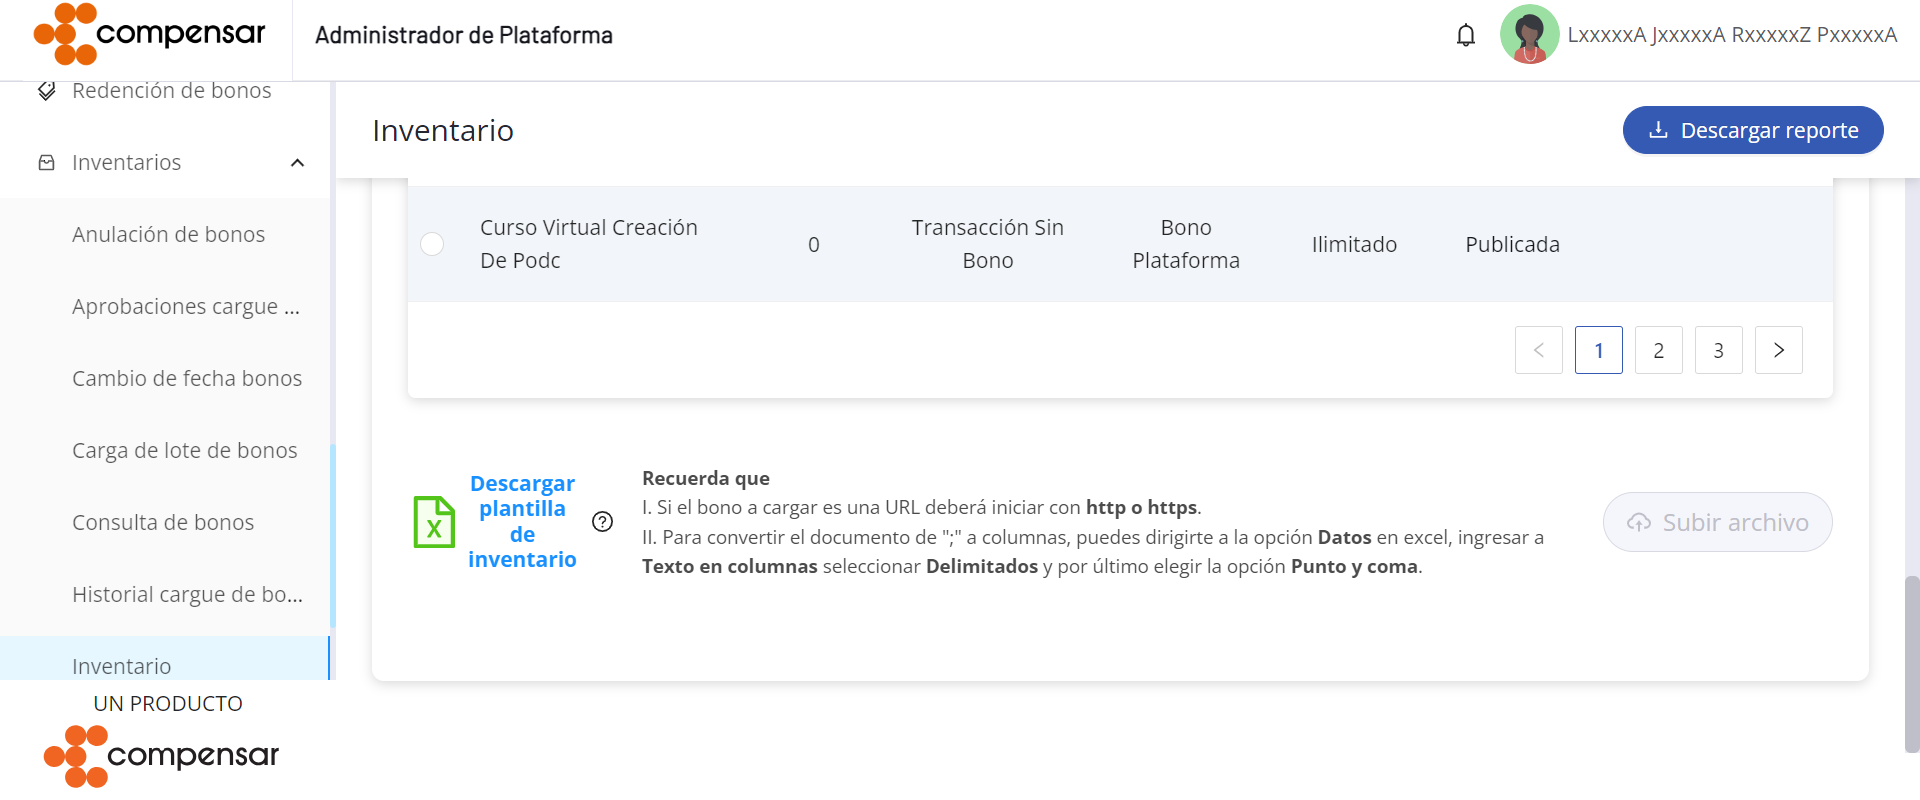 compensar
Administrador de Plataforma
LxxxxxA JxxxxxA RxxxxxZ PxxxxxA
Redención de bonos
Inventarios
Anulación de bonos
Aprobaciones cargue ...
Cambio de fecha bonos
Carga de lote de bonos
Consulta de bonos
Historial cargue de bo...
Inventario
UN PRODUCTO
compensar
Inventario
Descargar reporte
Curso Virtual Creación
De Podc
0
Transacción Sin
Bono
Bono
Plataforma
Ilimitado
Publicada
< 1 2 3 >
Descargar
plantilla
de
inventario
?
Recuerda que
I. Si el bono a cargar es una URL deberá iniciar con http o https.
II. Para convertir el documento de ";" a columnas, puedes dirigirte a la opción Datos en excel, ingresar a
Texto en columnas seleccionar Delimitados y por último elegir la opción Punto y coma.
Subir archivo